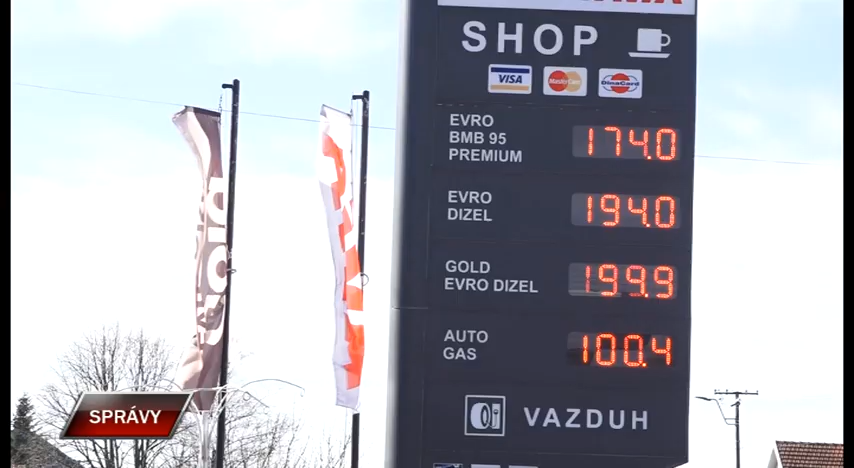 SHOP
VISA
MasterCard
DinaCard
EVRO
BMB 95
PREMIUM
174.0
EVRO
DIZEL
194.0
GOLD
EVRO DIZEL
199.9
AUTO
GAS
100.4
VAZDUH
SPRÁVY